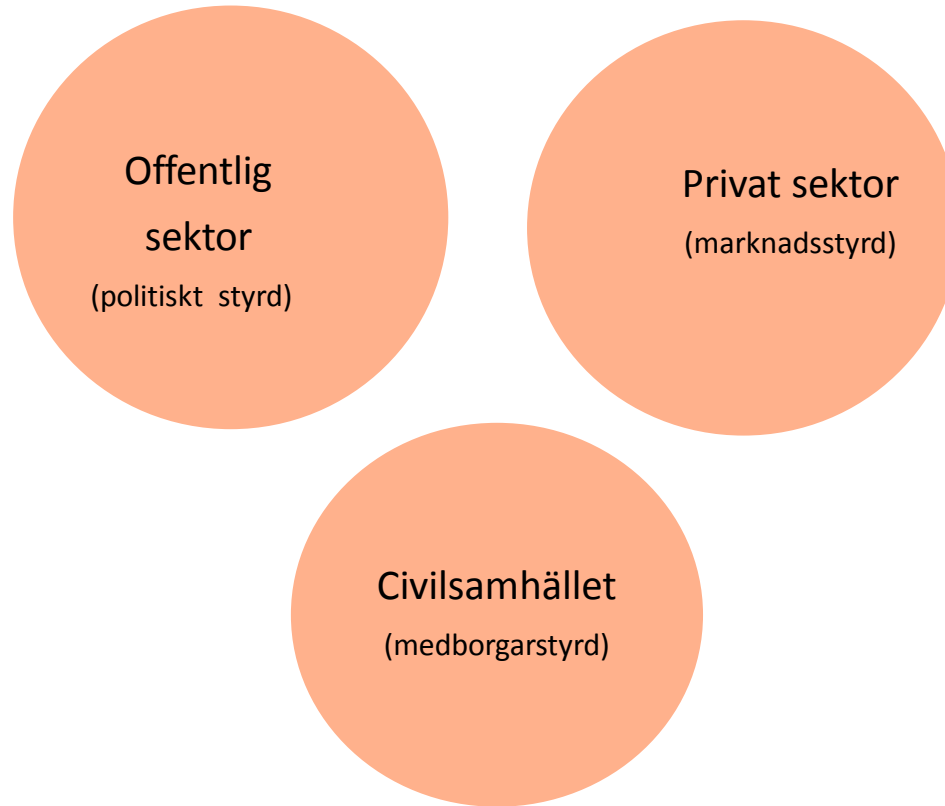 Offentlig
sektor
(politiskt styrd)
Privat sektor
(marknadsstyrd)
Civilsamhället
(medborgarstyrd)